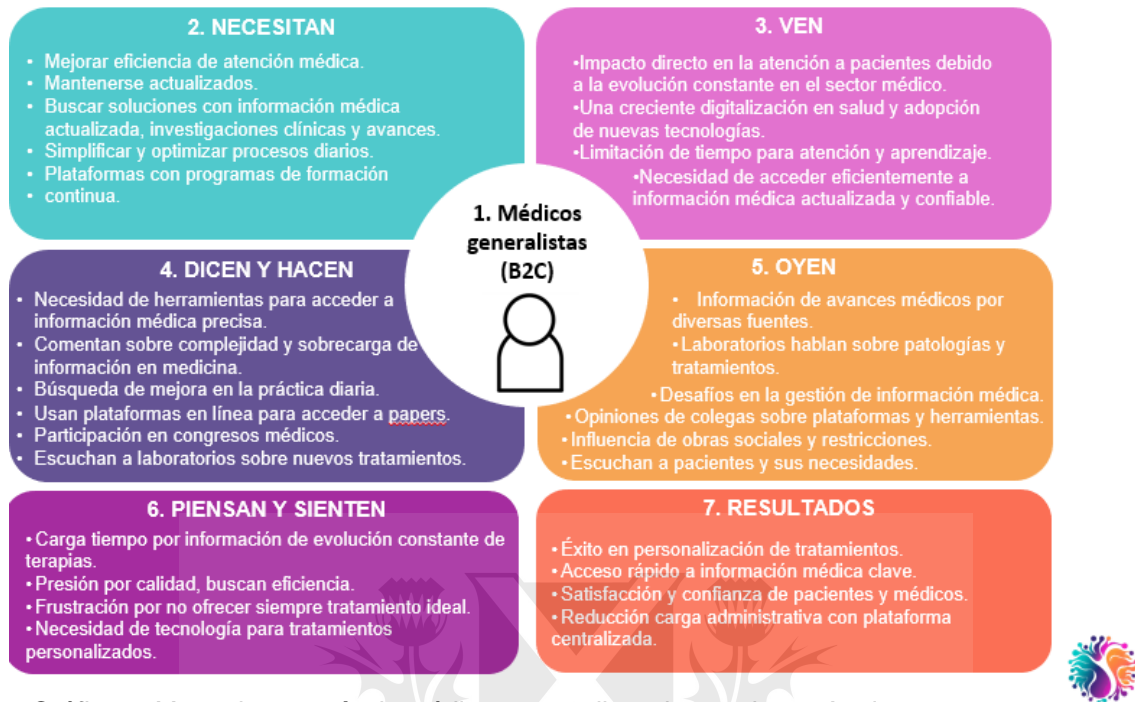 2. NECESITAN
• Mejorar eficiencia de atención médica.
• Mantenerse actualizados.
• Buscar soluciones con información médica
actualizada, investigaciones clínicas y avances.
• Simplificar y optimizar procesos diarios.
• Plataformas con programas de formación
• continua.
3. VEN
•Impacto directo en la atención a pacientes debido
a la evolución constante en el sector médico.
•Una creciente digitalización en salud y adopción
de nuevas tecnologías.
•Limitación de tiempo para atención y aprendizaje.
•Necesidad de acceder eficientemente a
información médica actualizada y confiable.
1. Médicos
generalistas
(B2C)
4. DICEN Y HACEN
• Necesidad de herramientas para acceder a
información médica precisa.
• Comentan sobre complejidad y sobrecarga de
información en medicina.
• Búsqueda de mejora en la práctica diaria.
• Usan plataformas en línea para acceder a papers.
• Participación en congresos médicos.
• Escuchan a laboratorios sobre nuevos tratamientos.
5. OYEN
• Información de avances médicos por
diversas fuentes.
•Laboratorios hablan sobre patologías y
tratamientos.
•Desafíos en la gestión de información médica.
•Opiniones de colegas sobre plataformas y herramientas.
•Influencia de obras sociales y restricciones.
•Escuchan a pacientes y sus necesidades.
6. PIENSAN Y SIENTEN
•Carga tiempo por información de evolución constante de
terapias.
•Presión por calidad, buscan eficiencia.
•Frustración por no ofrecer siempre tratamiento ideal.
•Necesidad de tecnología para tratamientos
personalizados.
7. RESULTADOS
•Éxito en personalización de tratamientos.
•Acceso rápido a información médica clave.
•Satisfacción y confianza de pacientes y médicos.
•Reducción carga administrativa con plataforma
centralizada.